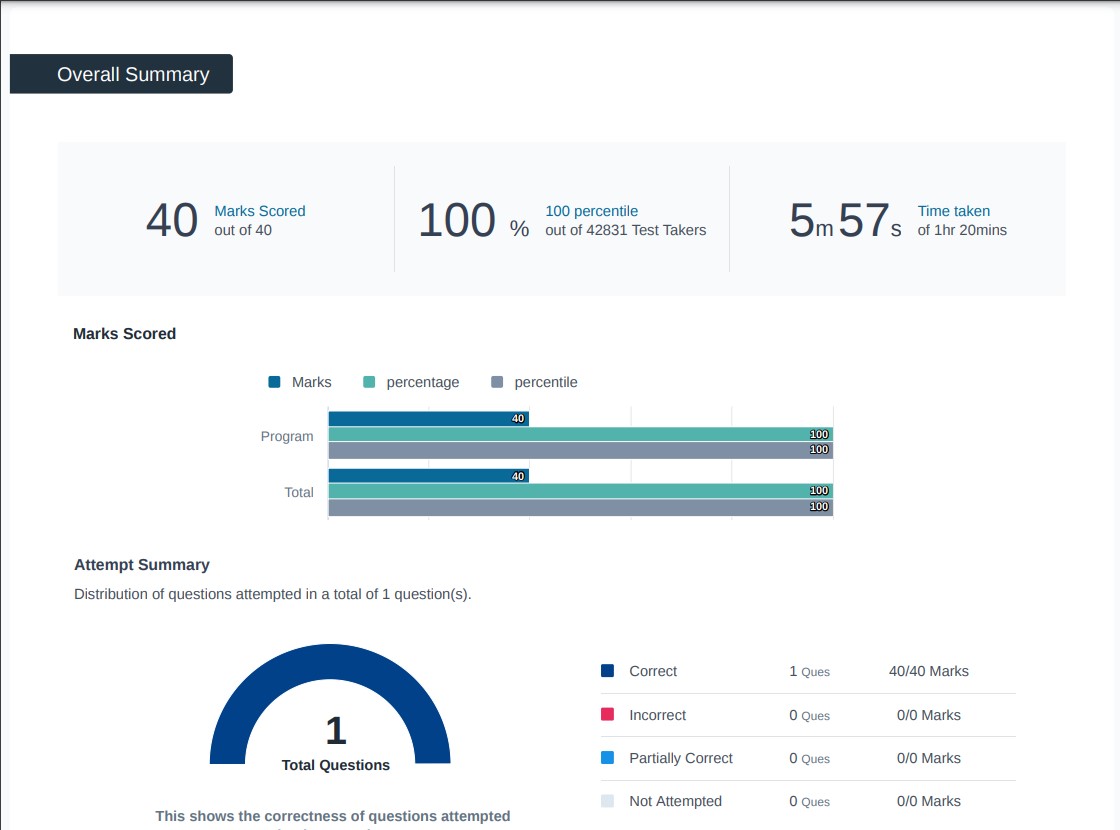 Overall Summary
40 Marks Scored out of 40
100 % 100 percentile out of 42831 Test Takers
5m57s Time taken of 1hr 20mins
Marks Scored
Marks percentage percentile
Program 40 100 100
Total 40 100 100
Attempt Summary
Distribution of questions attempted in a total of 1 question(s).
1
Total Questions
This shows the correctness of questions attempted
Correct 1 Ques 40/40 Marks
Incorrect 0 Ques 0/0 Marks
Partially Correct 0 Ques 0/0 Marks
Not Attempted 0 Ques 0/0 Marks